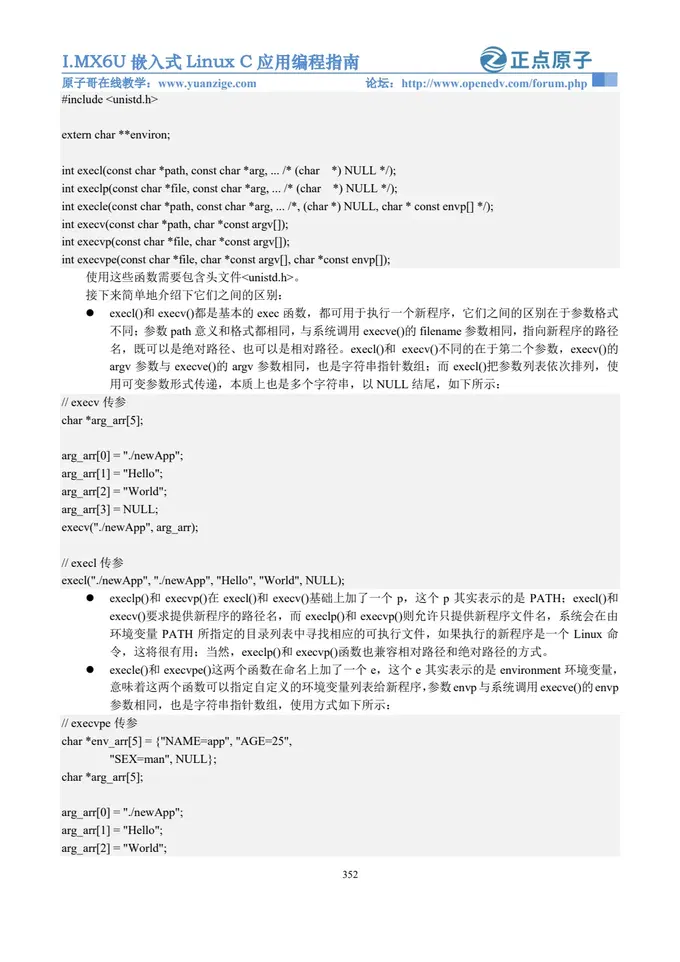 I.MX6U 嵌入式 Linux C 应用编程指南
正点原子
原子哥在线教学：www.yuanzige.com 论坛：http://www.openedv.com/forum.php
#include <unistd.h>
extern char **environ;
int execl(const char *path, const char *arg, ... /* (char *) NULL */);
int execlp(const char *file, const char *arg, ... /* (char *) NULL */);
int execle(const char *path, const char *arg, ... /*, (char *) NULL, char * const envp[] */);
int execv(const char *path, char *const argv[]);
int execvp(const char *file, char *const argv[]);
int execvpe(const char *file, char *const argv[], char *const envp[]);
使用这些函数需要包含头文件<unistd.h>。
接下来简单地介绍下它们之间的区别：
● execl()和 execv()都是基本的 exec 函数，都可用于执行一个新程序，它们之间的区别在于参数格式
不同；参数 path 意义和格式都相同，与系统调用 execve()的 filename 参数相同，指向新程序的路径
名，既可以是绝对路径、也可以是相对路径。execl()和 execv()不同的在于第二个参数，execv()的
argv 参数与 execve()的 argv 参数相同，也是字符串指针数组；而 execl()把参数列表依次排列，使
用可变参数形式传递，本质上也是多个字符串，以 NULL 结尾，如下所示：
// execv 传参
char *arg_arr[5];
arg_arr[0] = "./newApp";
arg_arr[1] = "Hello";
arg_arr[2] = "World";
arg_arr[3] = NULL;
execv("./newApp", arg_arr);
// execl 传参
execl("./newApp", "./newApp", "Hello", "World", NULL);
● execlp()和 execvp()在 execl()和 execv()基础上加了一个 p，这个 p 其实表示的是 PATH；execl()和
execv()要求提供新程序的路径名，而 execlp()和 execvp()则允许只提供新程序文件名，系统会在由
环境变量 PATH 所指定的目录列表中寻找相应的可执行文件，如果执行的新程序是一个 Linux 命
令，这将很有用；当然，execlp()和 execvp()函数也兼容相对路径和绝对路径的方式。
● execle()和 execvpe()这两个函数在命名上加了一个 e，这个 e 其实表示的是 environment 环境变量，
意味着这两个函数可以指定自定义的环境变量列表给新程序，参数envp与系统调用execve()的envp
参数相同，也是字符串指针数组，使用方式如下所示：
// execvpe 传参
char *env_arr[5] = {"NAME=app", "AGE=25",
"SEX=man", NULL};
char *arg_arr[5];
arg_arr[0] = "./newApp";
arg_arr[1] = "Hello";
arg_arr[2] = "World";
352